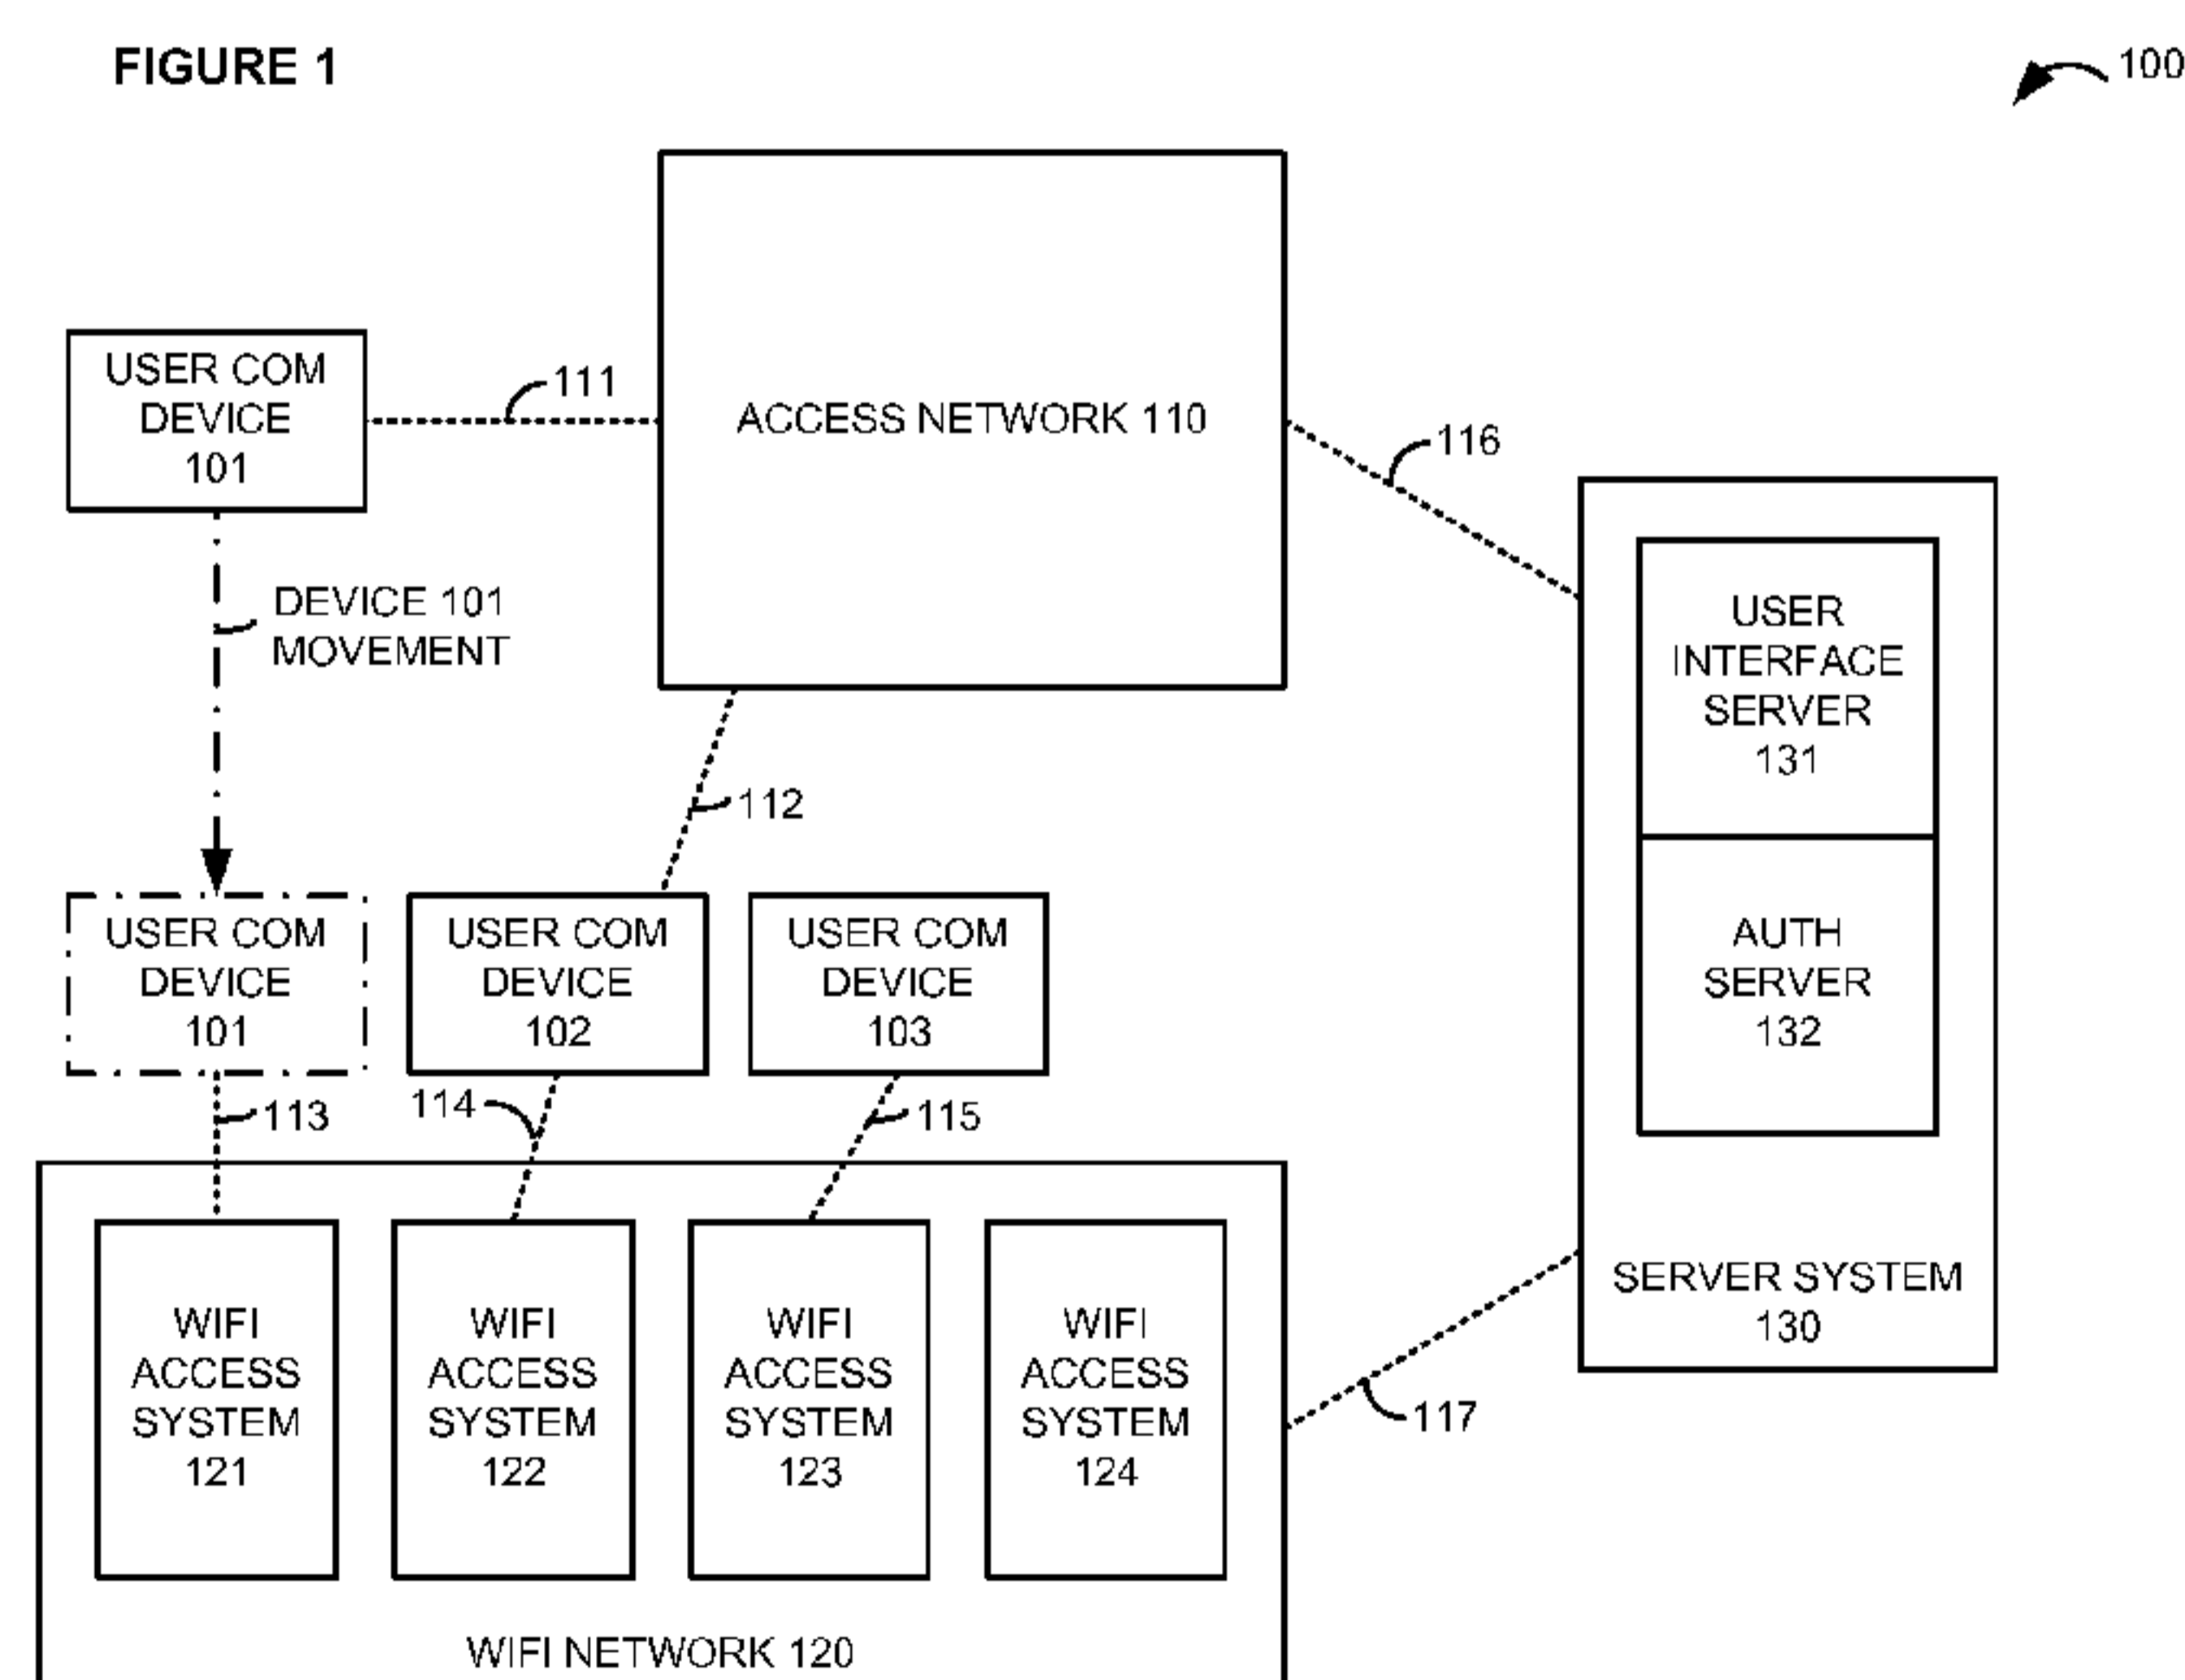 FIGURE 1
100
USER COM
DEVICE
101
111
ACCESS NETWORK 110
116
DEVICE 101
MOVEMENT
USER
INTERFACE
SERVER
131
112
USER COM
DEVICE
101
USER COM
DEVICE
102
USER COM
DEVICE
103
AUTH
SERVER
132
113
114
115
SERVER SYSTEM
130
WIFI
ACCESS
SYSTEM
121
WIFI
ACCESS
SYSTEM
122
WIFI
ACCESS
SYSTEM
123
WIFI
ACCESS
SYSTEM
124
117
WIFI NETWORK 120